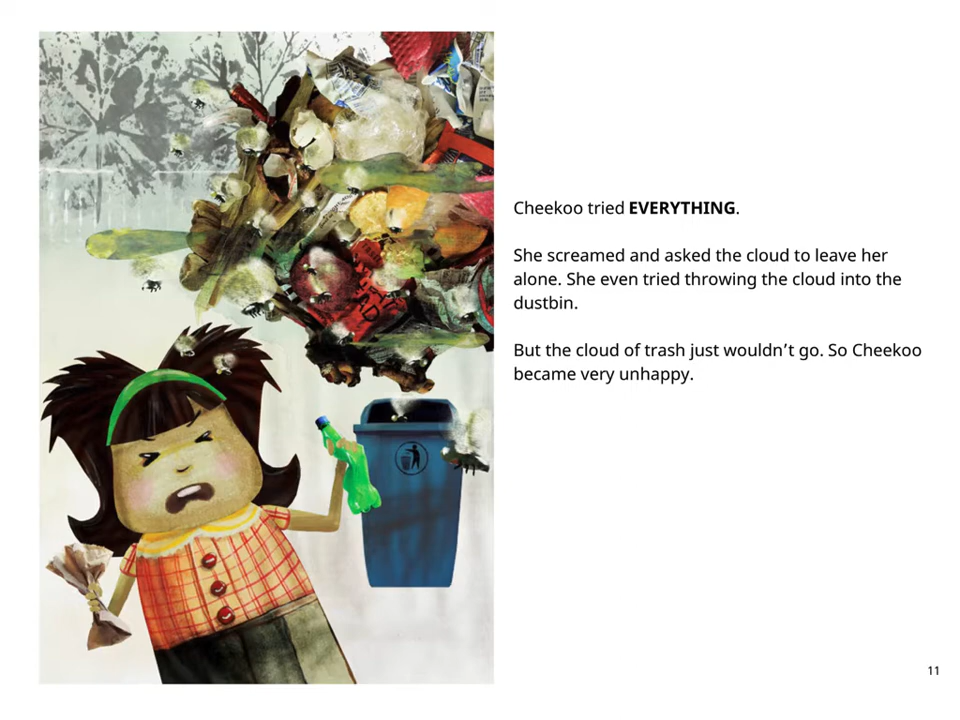 Cheekoo tried EVERYTHING.
She screamed and asked the cloud to leave her
alone. She even tried throwing the cloud into the
dustbin.
But the cloud of trash just wouldn’t go. So Cheekoo
became very unhappy.
11